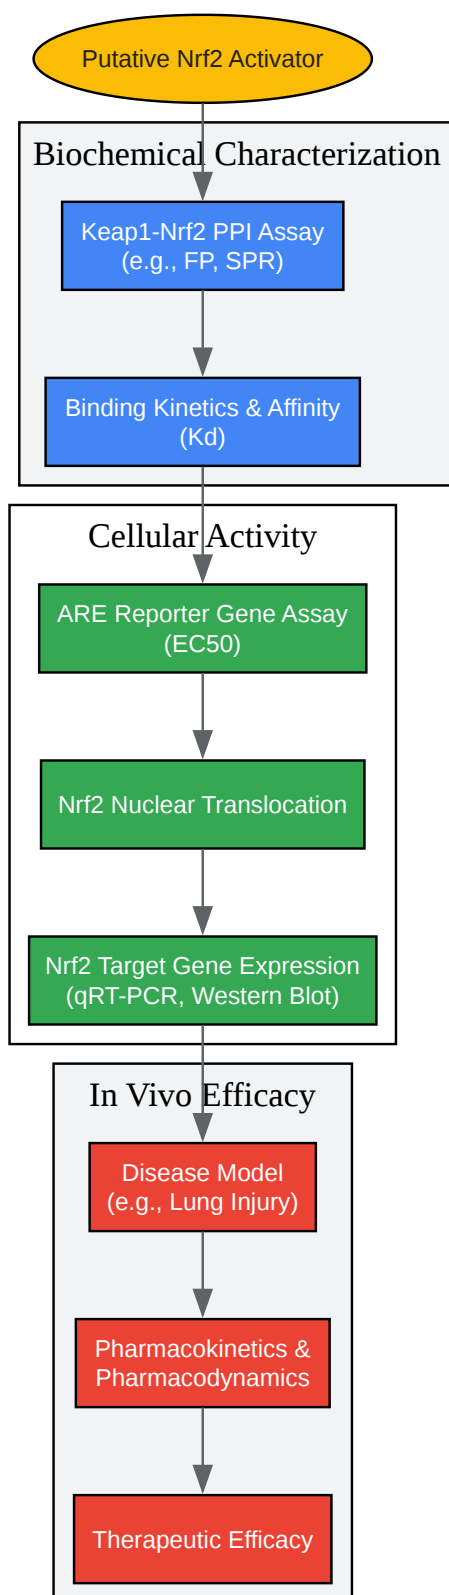 Putative Nrf2 Activator
Biochemical Characterization
Keap1-Nrf2 PPI Assay
(e.g., FP, SPR)
Binding Kinetics & Affinity
(Kd)
Cellular Activity
ARE Reporter Gene Assay
(EC50)
Nrf2 Nuclear Translocation
Nrf2 Target Gene Expression
(qRT-PCR, Western Blot)
In Vivo Efficacy
Disease Model
(e.g., Lung Injury)
Pharmacokinetics &
Pharmacodynamics
Therapeutic Efficacy